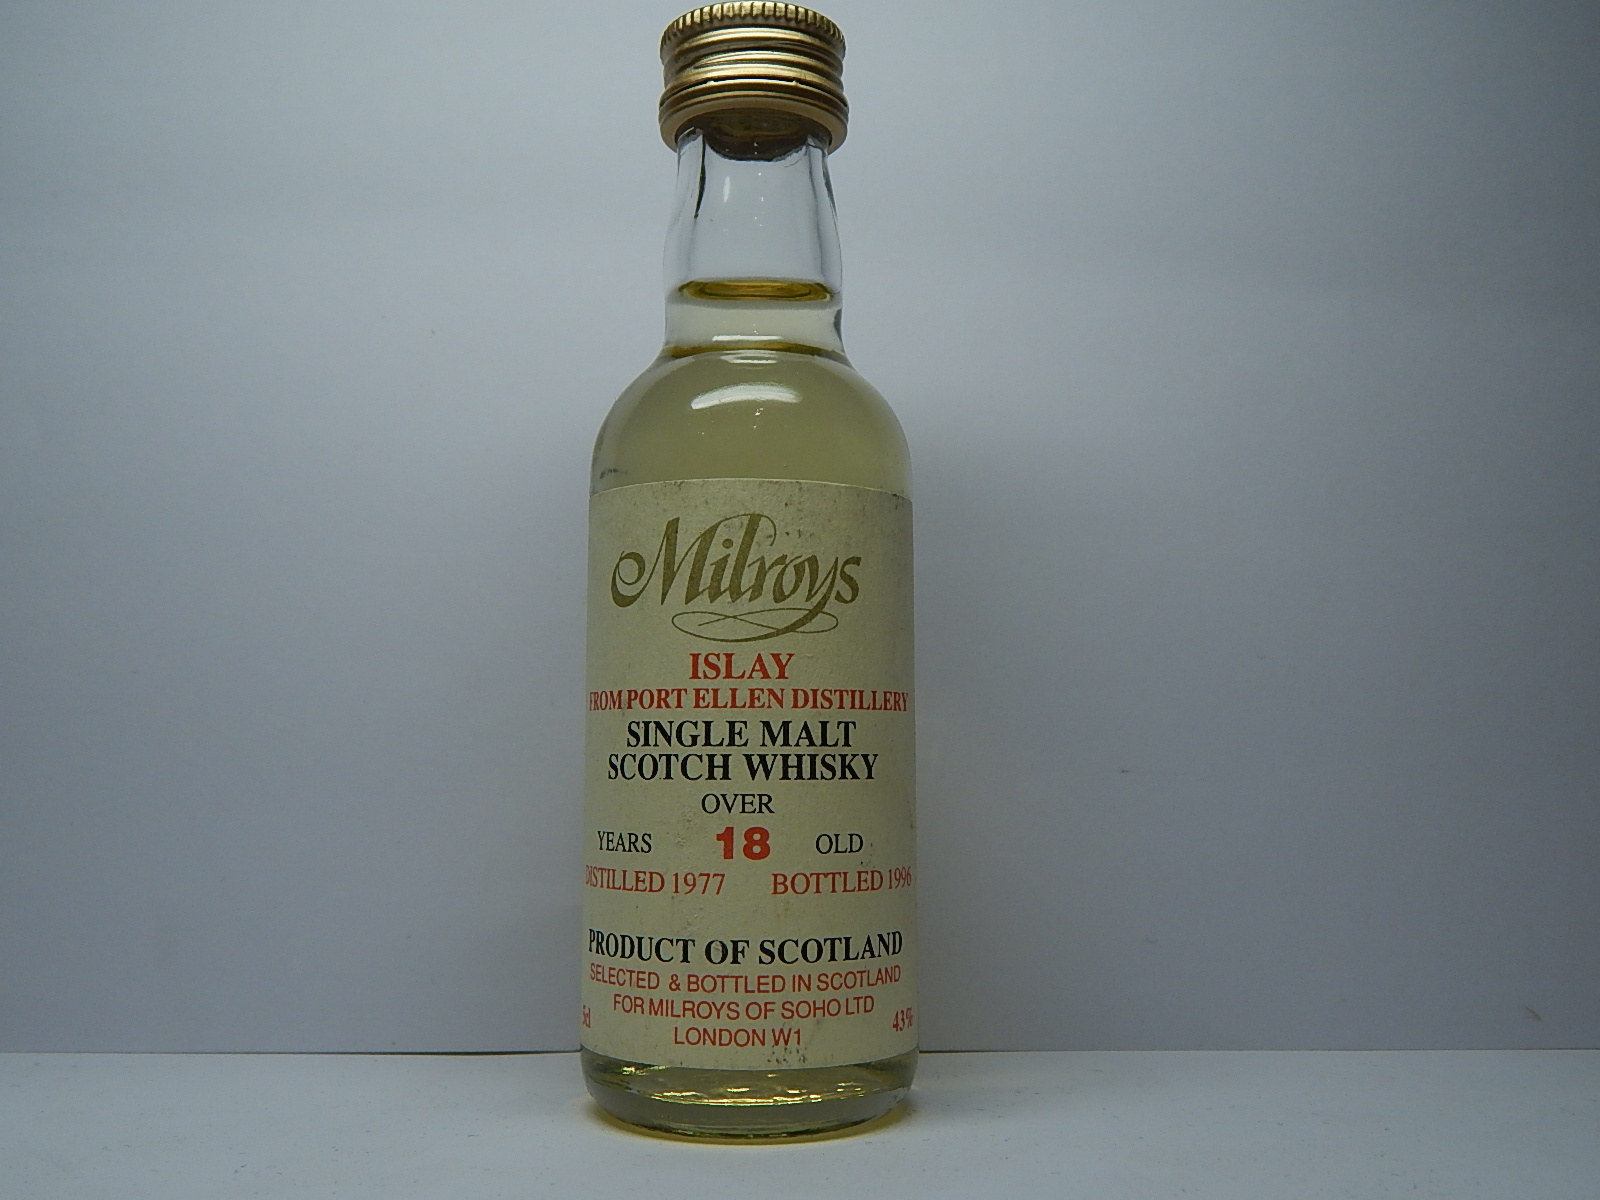 Milroys
ISLAY
FROM PORT ELLEN DISTILLERY
SINGLE MALT
SCOTCH WHISKY
OVER
YEARS 18 OLD
DISTILLED 1977 BOTTLED 1996
PRODUCT OF SCOTLAND
SELECTED & BOTTLED IN SCOTLAND
FOR MILROYS OF SOHO LTD
5cl 43%
LONDON W1